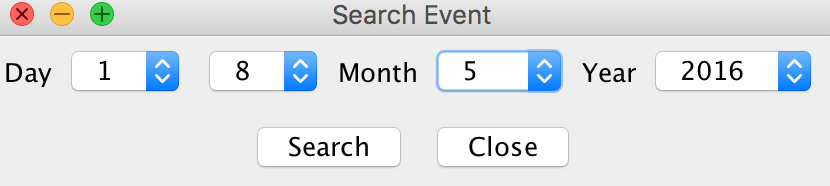 Search Event
Day 1 8 Month 5 Year 2016
Search Close